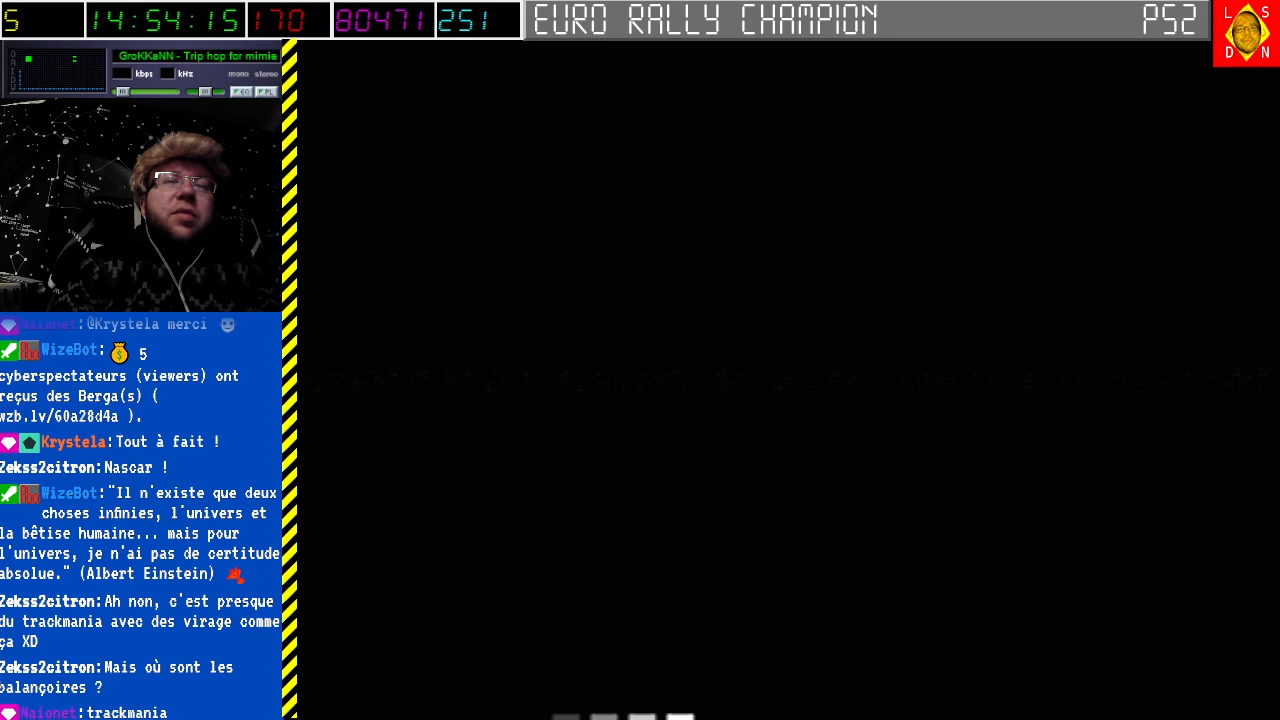 5 14:54:15 170 80471 251 EURO RALLY CHAMPION PS2
L S
D N
GroKKaNN - Trip hop for mimie
kbps kHz mono stereo
EQ PL
Naionet:@Krystela merci
WizeBot: 5
cyberspectateurs (viewers) ont
reçus des Berga(s) (
wzb.lv/60a28d4a ).
Krystela:Tout à fait !
Zekss2citron:Nascar !
WizeBot:"Il n'existe que deux
choses infinies, l'univers et
la bêtise humaine... mais pour
l'univers, je n'ai pas de certitude
absolue." (Albert Einstein)
Zekss2citron:Ah non, c'est presque
du trackmania avec des virage comme
ça XD
Zekss2citron:Mais où sont les
balançoires ?
Naionet:trackmania